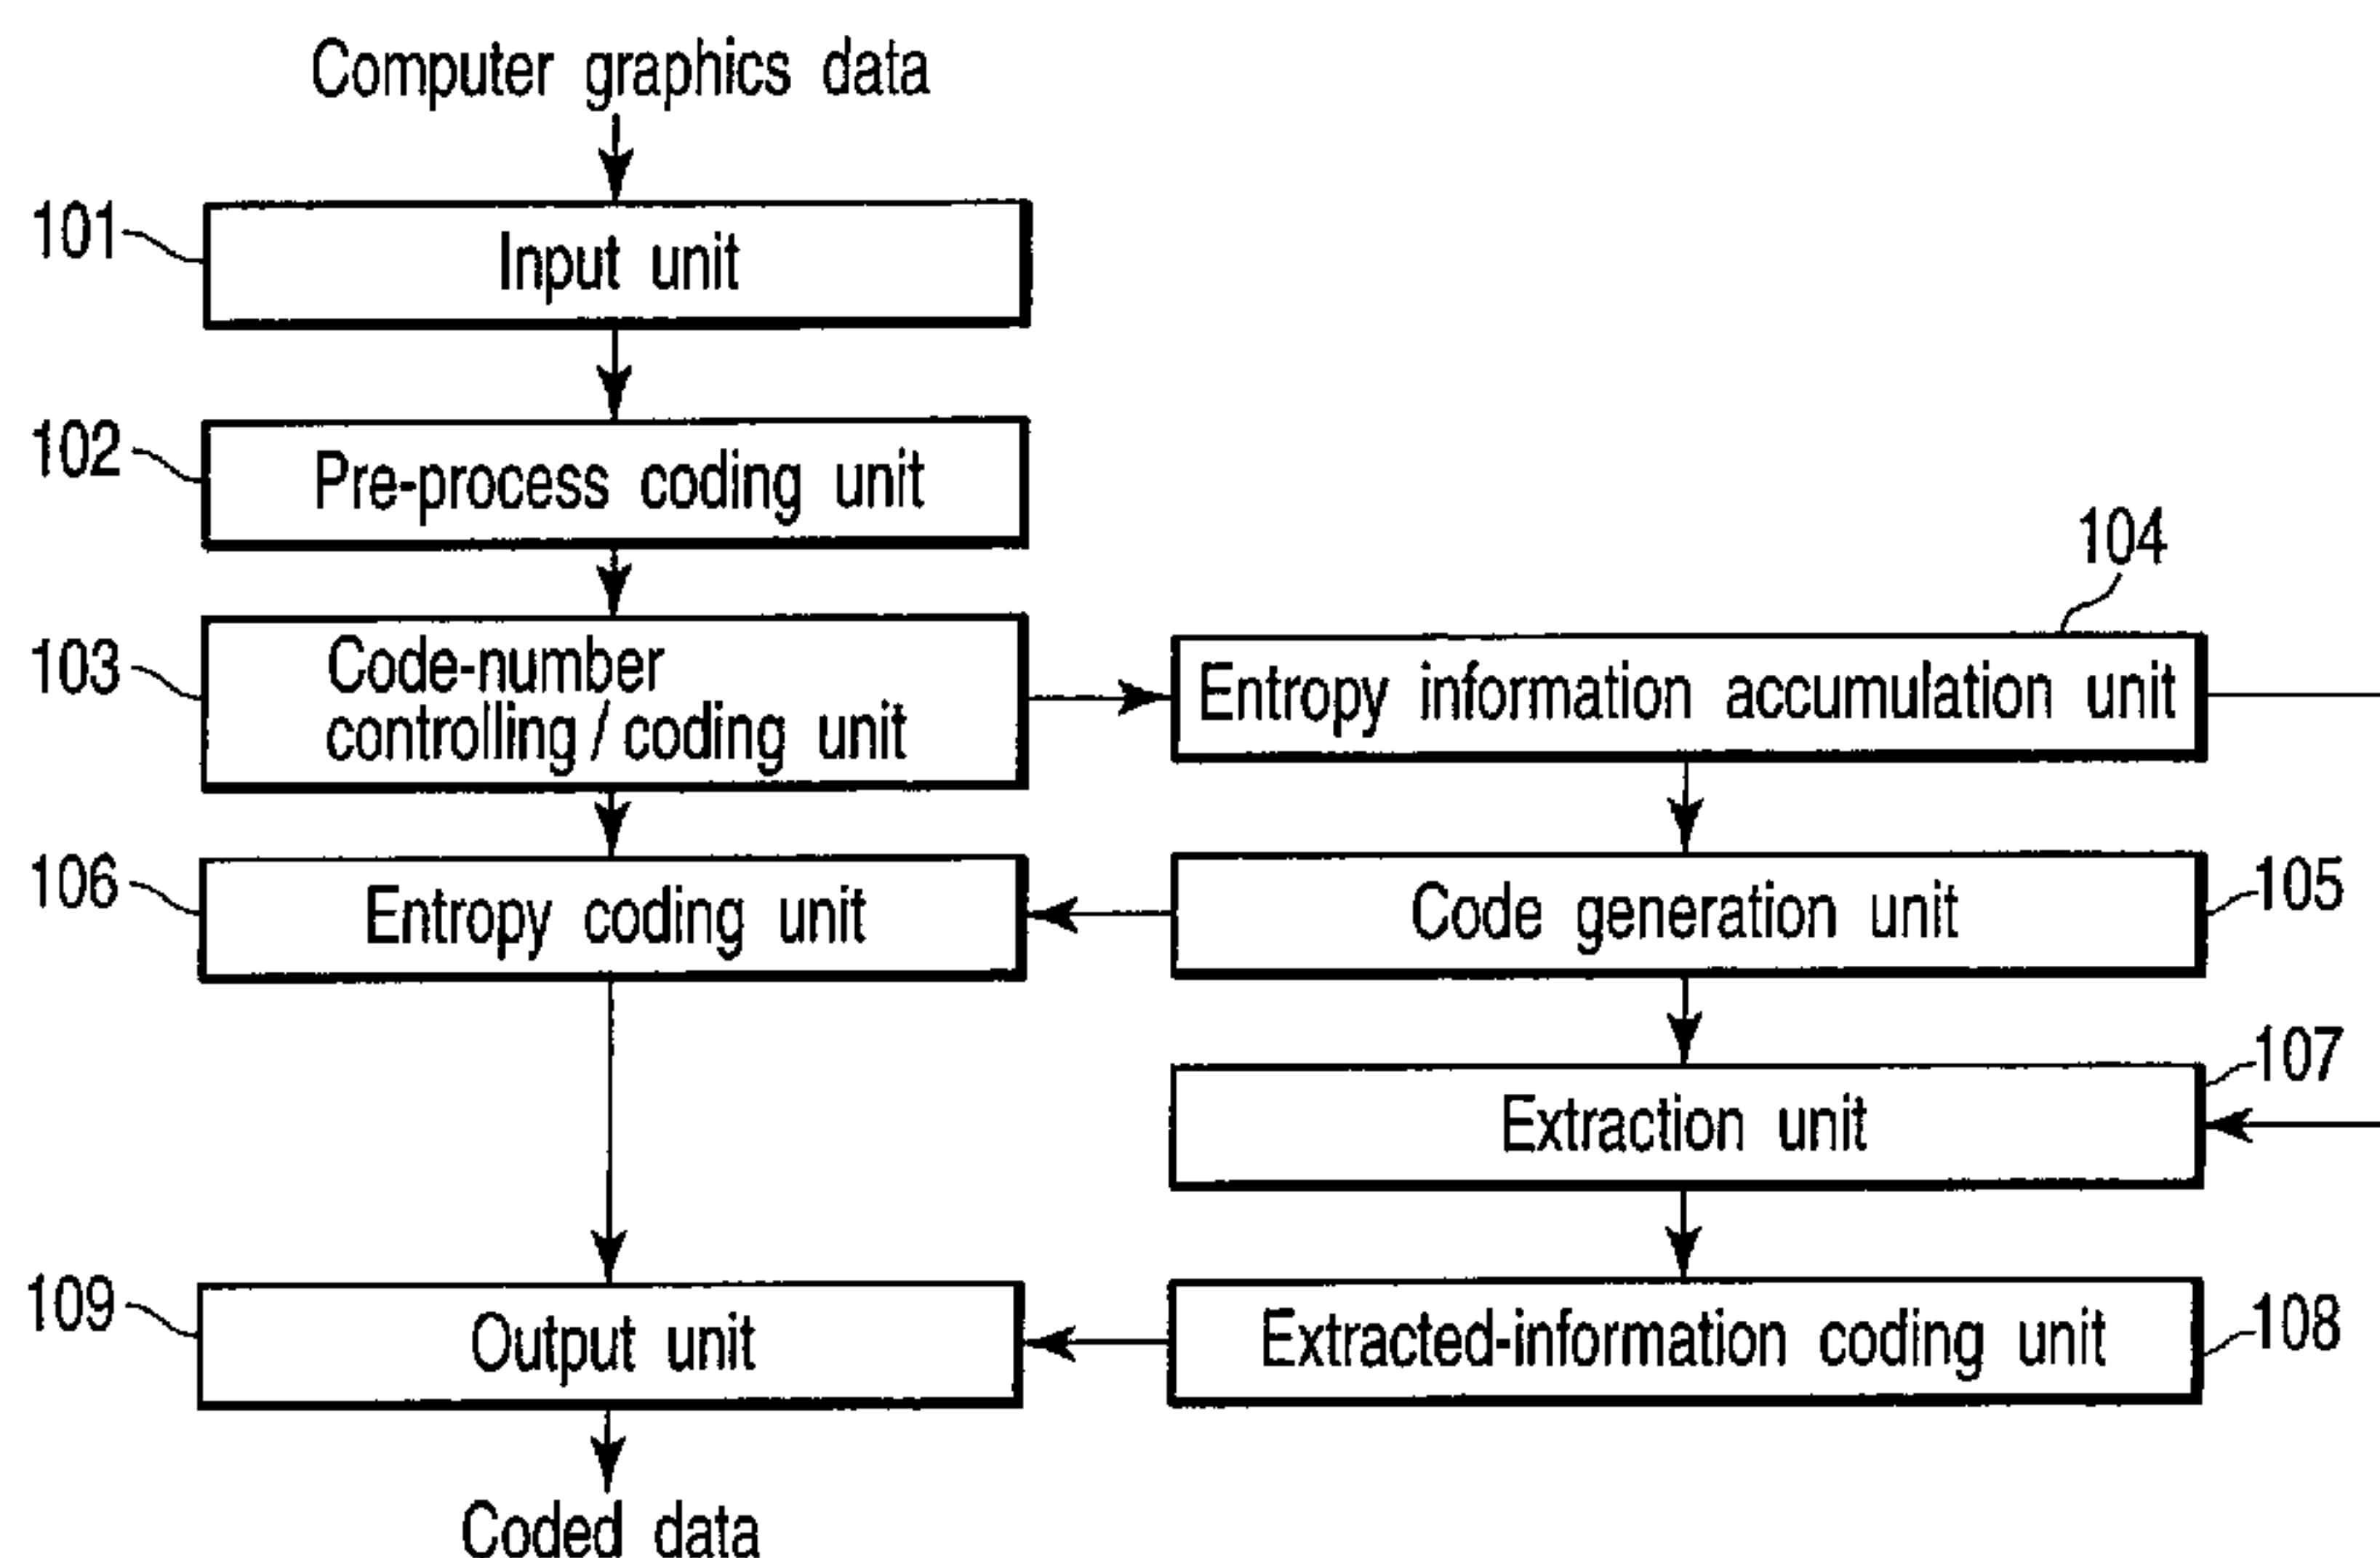 Computer graphics data
101
Input unit
102
Pre-process coding unit
103
Code-number
controlling / coding unit
104
Entropy information accumulation unit
106
Entropy coding unit
Code generation unit
105
107
Extraction unit
109
Output unit
Extracted-information coding unit
108
Coded data